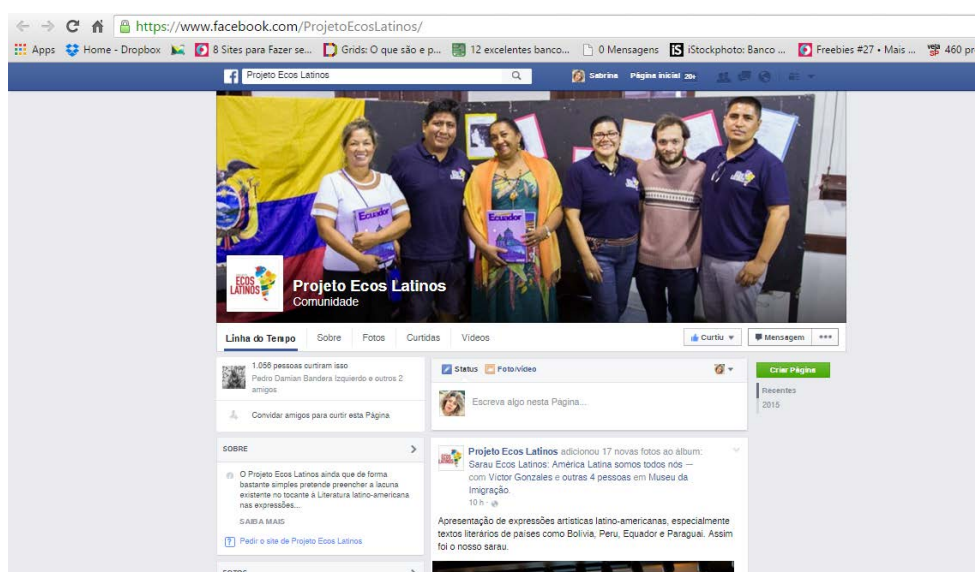 https://www.facebook.com/ProjetoEcosLatinos/
Apps Home - Dropbox 8 Sites para Fazer se... Grids: O que são e p... 12 excelentes banco... 0 Mensagens iS iStockphoto: Banco ... Freebies #27 • Mais ... 460 pr
Projeto Ecos Latinos
Sabrina Página inicial 20+
Ecuador
Ecuador
ECOS
LATINOS
Projeto Ecos Latinos
Comunidade
Linha do Tempo Sobre Fotos Curtidas Vídeos Curtiu Mensagem
1.056 pessoas curtiram isso
Pedro Damian Bandera Izquierdo e outros 2
amigos
Convidar amigos para curtir esta Página
SOBRE
O Projeto Ecos Latinos ainda que de forma
bastante simples pretende preencher a lacuna
existente no tocante à Literatura latino-americana
nas expressões...
SAIBA MAIS
Pedir o site de Projeto Ecos Latinos
FOTOS
Status Foto/vídeo
Escreva algo nesta Página...
Projeto Ecos Latinos adicionou 17 novas fotos ao álbum:
Sarau Ecos Latinos: América Latina somos todos nós —
com Victor Gonzales e outras 4 pessoas em Museu da
Imigração.
10 h ·
Apresentação de expressões artísticas latino-americanas, especialmente
textos literários de países como Bolívia, Peru, Equador e Paraguai. Assim
foi o nosso sarau.
Criar Página
Recentes
2015